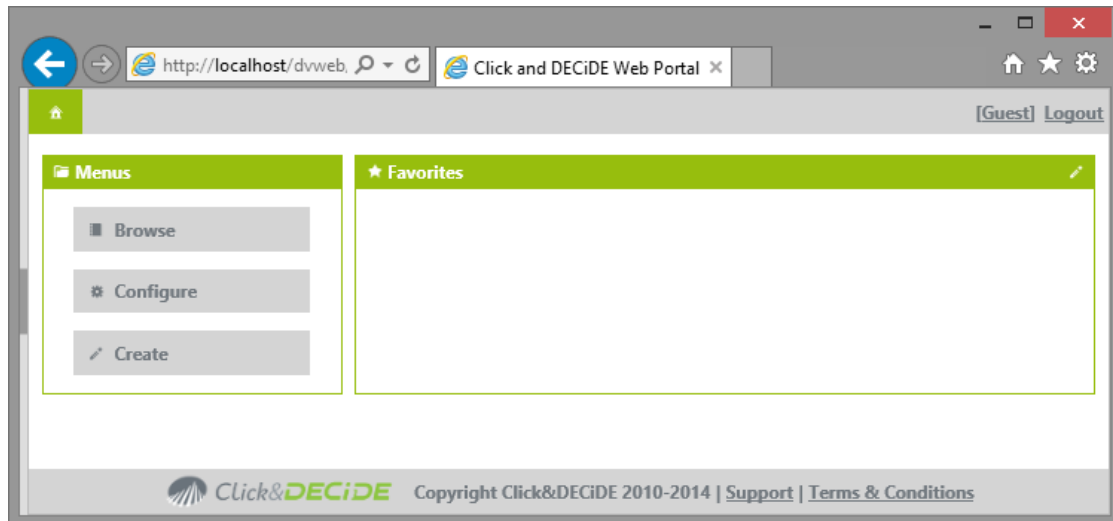 http://localhost/dvweb,
Click and DECiDE Web Portal
[Guest] Logout
Menus
Favorites
Browse
Configure
Create
Click&DECiDE
Copyright Click&DECiDE 2010-2014 | Support | Terms & Conditions